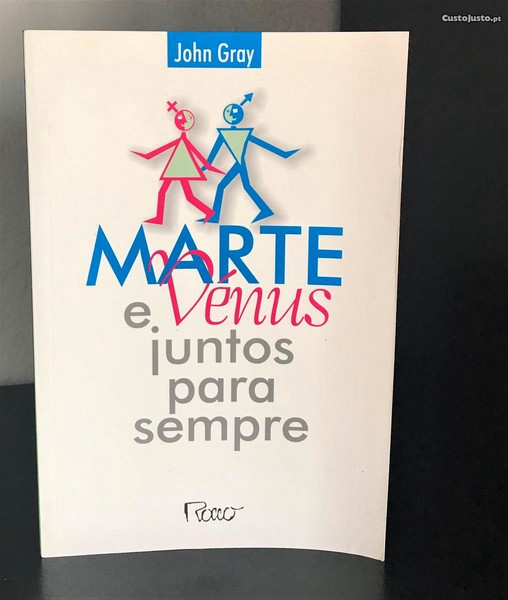 CustoJusto.pt
John Gray
MARTE
e Vénus
juntos
para
sempre
Rocco